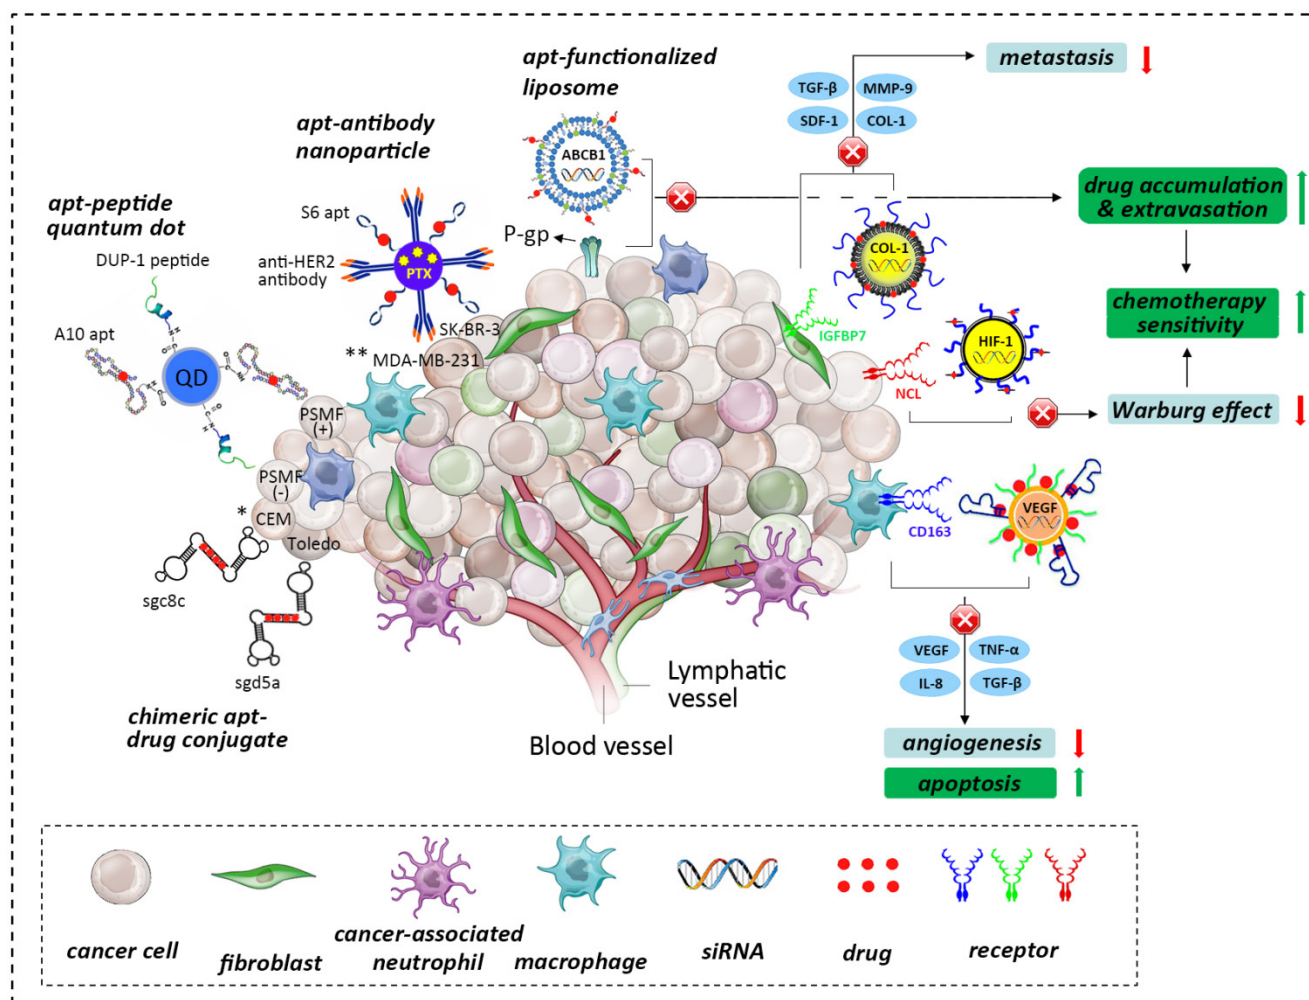 apt-functionalized
liposome
metastasis
TGF-β
MMP-9
SDF-1
COL-1
apt-antibody
nanoparticle
ABCB1
drug accumulation
& extravasation
apt-peptide
quantum dot
S6 apt
P-gp
DUP-1 peptide
anti-HER2
antibody
PTX
COL-1
chemotherapy
sensitivity
A10 apt
SK-BR-3
IGFBP7
HIF-1
** MDA-MB-231
QD
NCL
Warburg effect
PSMF
(+)
PSMF
(-)
* CEM
Toledo
CD163
VEGF
sgc8c
sgd5a
VEGF
TNF-α
IL-8
TGF-β
Lymphatic
vessel
chimeric apt-
drug conjugate
Blood vessel
angiogenesis
apoptosis
cancer cell
fibroblast
cancer-associated
neutrophil
macrophage
siRNA
drug
receptor